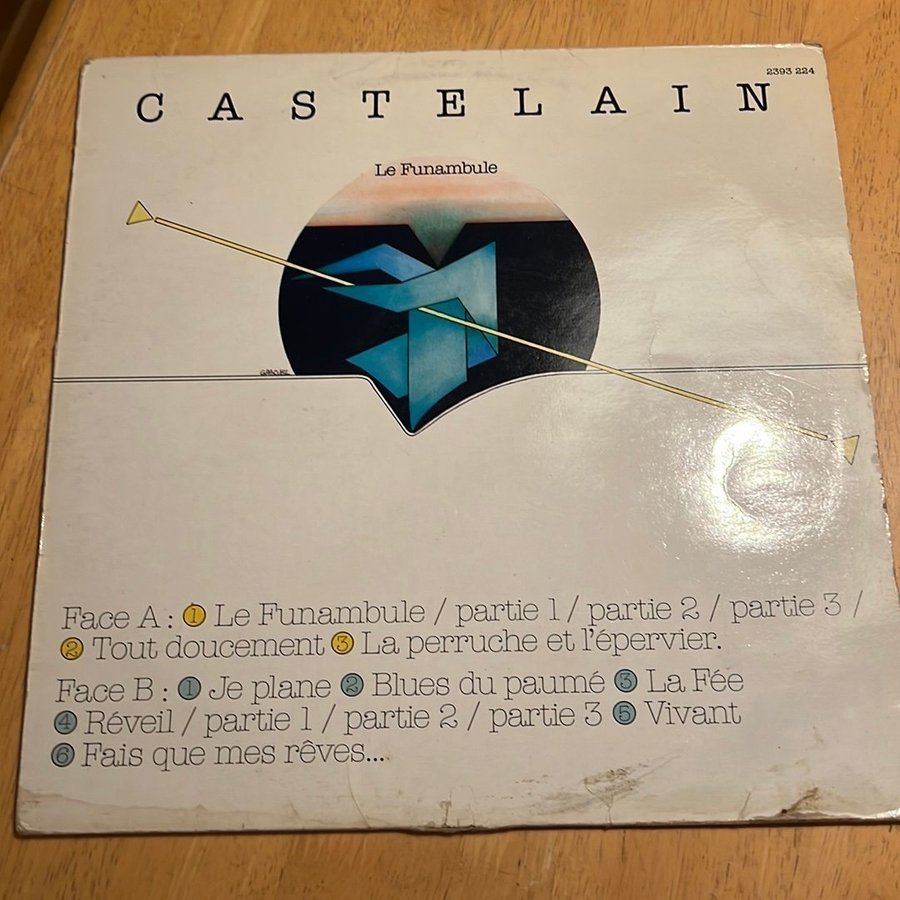 2393 224
CASTELAIN
Le Funambule
Face A : 1 Le Funambule / partie 1 / partie 2 / partie 3 /
2 Tout doucement 3 La perruche et l'épervier.
Face B : 1 Je plane 2 Blues du paumé 3 La Fée
4 Réveil / partie 1 / partie 2 / partie 3 5 Vivant
6 Fais que mes rêves...